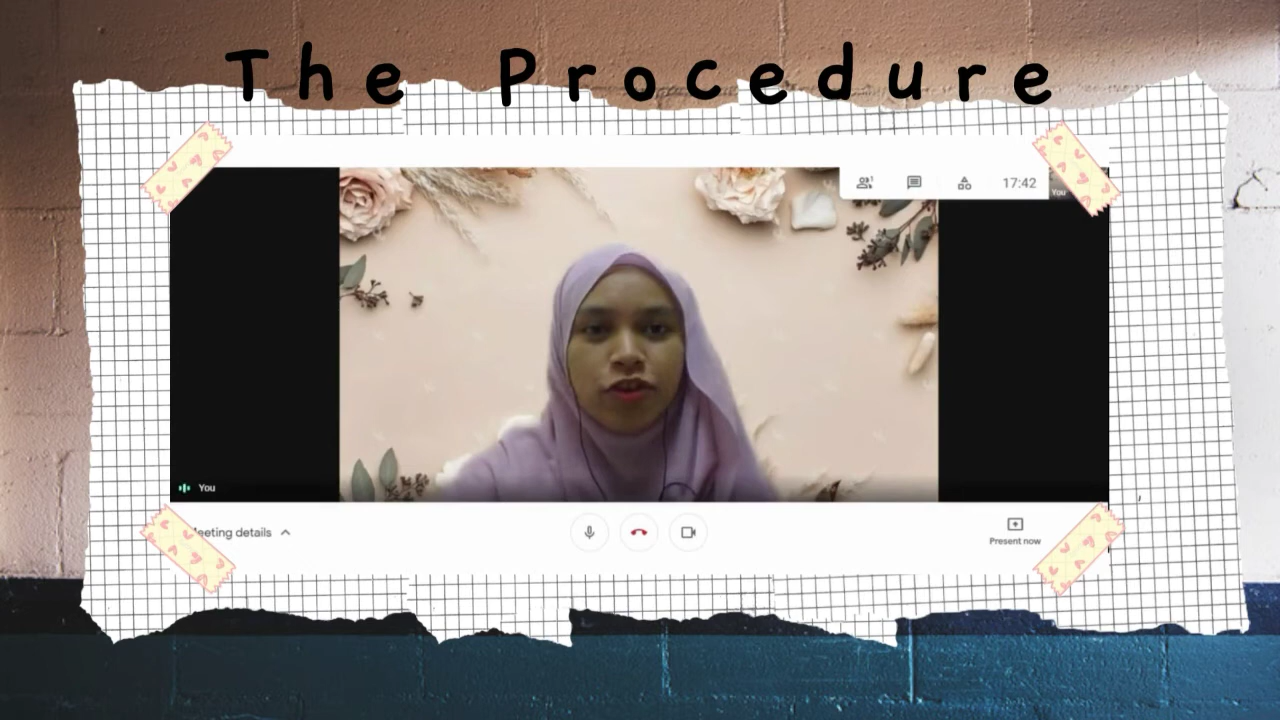 The Procedure
17:42
You
You
eeting details
Present now